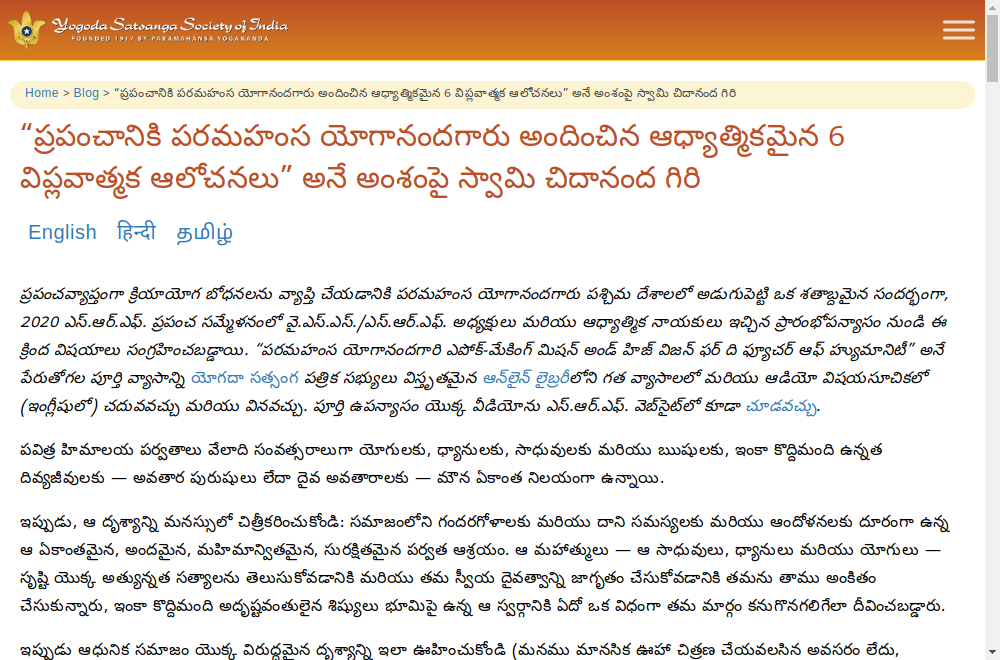 Yogoda Satsanga Society of India
FOUNDED 1917 BY PARAMAHANSA YOGANANDA
Home > Blog > “ప్రపంచానికి పరమహంస యోగానందగారు అందించిన ఆధ్యాత్మికమైన 6 విప్లవాత్మక ఆలోచనలు” అనే అంశంపై స్వామి చిదానంద గిరి
“ప్రపంచానికి పరమహంస యోగానందగారు అందించిన ఆధ్యాత్మికమైన 6
విప్లవాత్మక ఆలోచనలు” అనే అంశంపై స్వామి చిదానంద గిరి
English हिन्दी தமிழ்
ప్రపంచవ్యాప్తంగా క్రియాయోగ బోధనలను వ్యాప్తి చేయడానికి పరమహంస యోగానందగారు పశ్చిమ దేశాలలో అడుగుపెట్టి ఒక శతాబ్దమైన సందర్భంగా,
2020 ఎస్.ఆర్.ఎఫ్. ప్రపంచ సమ్మేళనంలో వై.ఎస్.ఎస్./ఎస్.ఆర్.ఎఫ్. అధ్యక్షులు మరియు ఆధ్యాత్మిక నాయకులు ఇచ్చిన ప్రారంభోపన్యాసం నుండి ఈ
క్రింద విషయాలు సంగ్రహించబడ్డాయి. “పరమహంస యోగానందగారి ఎపోక్-మేకింగ్ మిషన్ అండ్ హిజ్ విజన్ ఫర్ ది ఫ్యూచర్ ఆఫ్ హ్యుమానిటీ” అనే
పేరుతోగల పూర్తి వ్యాసాన్ని యోగదా సత్సంగ పత్రిక సభ్యులు విస్తృతమైన ఆన్‌లైన్ లైబ్రరీలోని గత వ్యాసాలలో మరియు ఆడియో విషయసూచికలో
(ఇంగ్లీషులో) చదువవచ్చు మరియు వినవచ్చు. పూర్తి ఉపన్యాసం యొక్క వీడియోను ఎస్.ఆర్.ఎఫ్. వెబ్‌సైట్‌లో కూడా చూడవచ్చు.
పవిత్ర హిమాలయ పర్వతాలు వేలాది సంవత్సరాలుగా యోగులకు, ధ్యానులకు, సాధువులకు మరియు ఋషులకు, ఇంకా కొద్దిమంది ఉన్నత
దివ్యజీవులకు — అవతార పురుషులు లేదా దైవ అవతారాలకు — మౌన ఏకాంత నిలయంగా ఉన్నాయి.
ఇప్పుడు, ఆ దృశ్యాన్ని మనస్సులో చిత్రీకరించుకోండి: సమాజంలోని గందరగోళాలకు మరియు దాని సమస్యలకు మరియు ఆందోళనలకు దూరంగా ఉన్న
ఆ ఏకాంతమైన, అందమైన, మహిమాన్వితమైన, సురక్షితమైన పర్వత ఆశ్రయం. ఆ మహాత్ములు — ఆ సాధువులు, ధ్యానులు మరియు యోగులు —
సృష్టి యొక్క అత్యున్నత సత్యాలను తెలుసుకోవడానికి మరియు తమ స్వీయ దైవత్వాన్ని జాగృతం చేసుకోవడానికి తమను తాము అంకితం
చేసుకున్నారు, ఇంకా కొద్దిమంది అదృష్టవంతులైన శిష్యులు భూమిపై ఉన్న ఆ స్వర్గానికి ఏదో ఒక విధంగా తమ మార్గం కనుగొనగలిగేలా దీవించబడ్డారు.
ఇప్పుడు ఆధునిక సమాజం యొక్క విరుద్ధమైన దృశ్యాన్ని ఇలా ఊహించుకోండి (మనము మానసిక ఊహా చిత్రణ చేయవలసిన అవసరం లేదు,